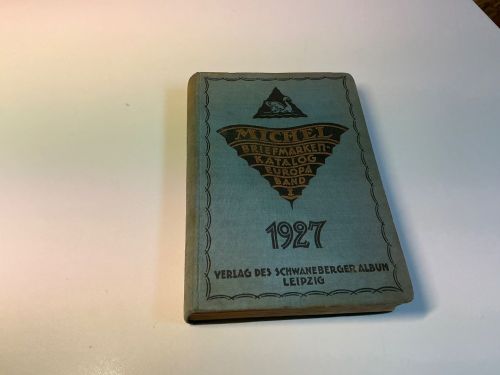 MICHEL
BRIEFMARKEN-
KATALOG
EUROPA
BAND
I
1927
VERLAG DES SCHWANEBERGER ALBUM
LEIPZIG